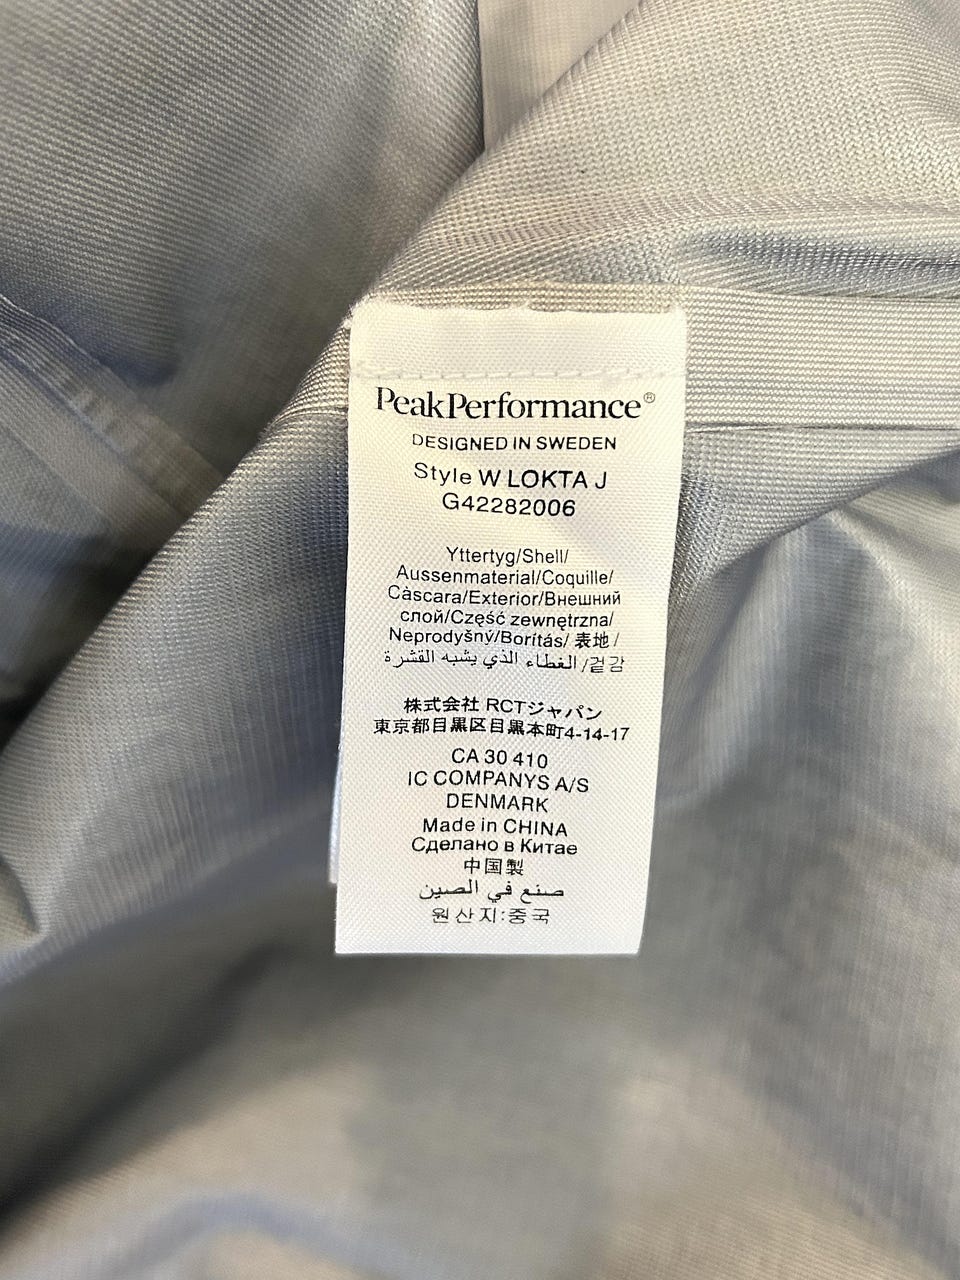 PeakPerformance®
DESIGNED IN SWEDEN
Style W LOKTA J
G42282006
Yttertyg/Shell/
Aussenmaterial/Coquille/
Càscara/Exterior/Внешний
слой/Część zewnętrzna/
Neprodyšný/Borítás/ 表地 /
겉감/ الغطاء الذي يشبه القشرة
株式会社 RCTジャパン
東京都目黒区目黒本町4-14-17
CA 30 410
IC COMPANYS A/S
DENMARK
Made in CHINA
Сделано в Китае
中国製
صنع في الصين
원산지:중국